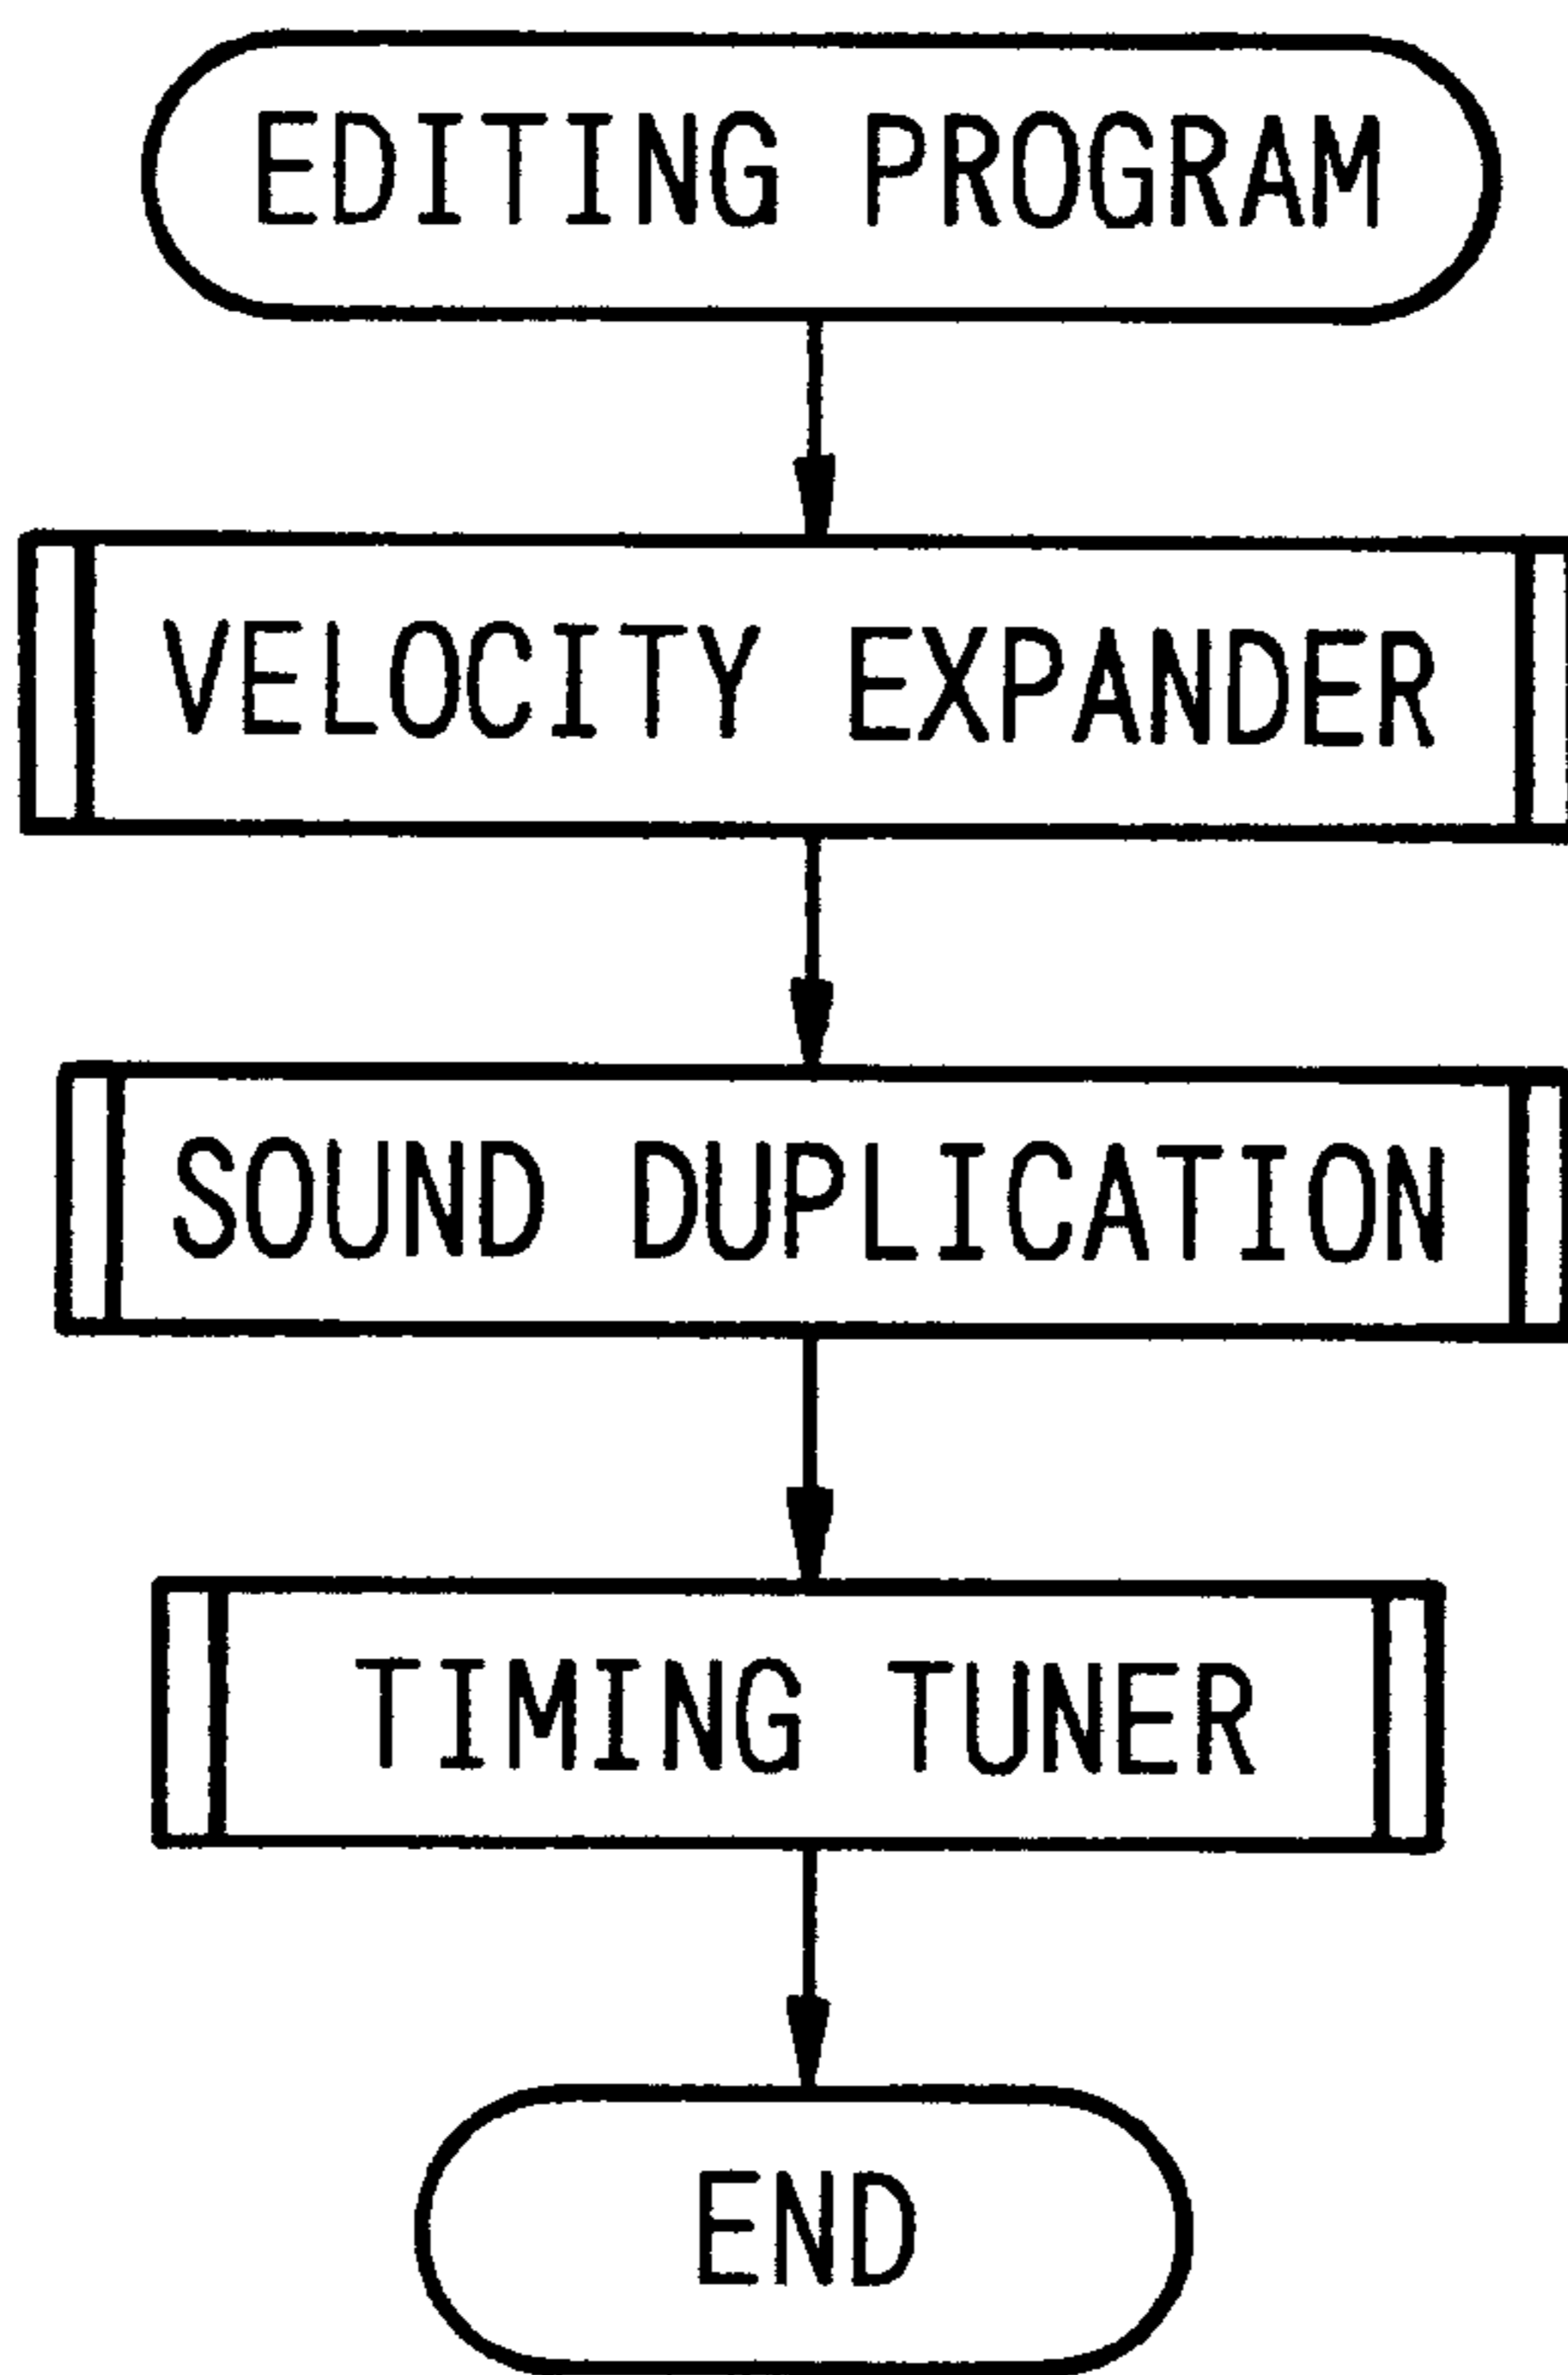 EDITING PROGRAM
VELOCITY EXPANDER
SOUND DUPLICATION
TIMING TUNER
END